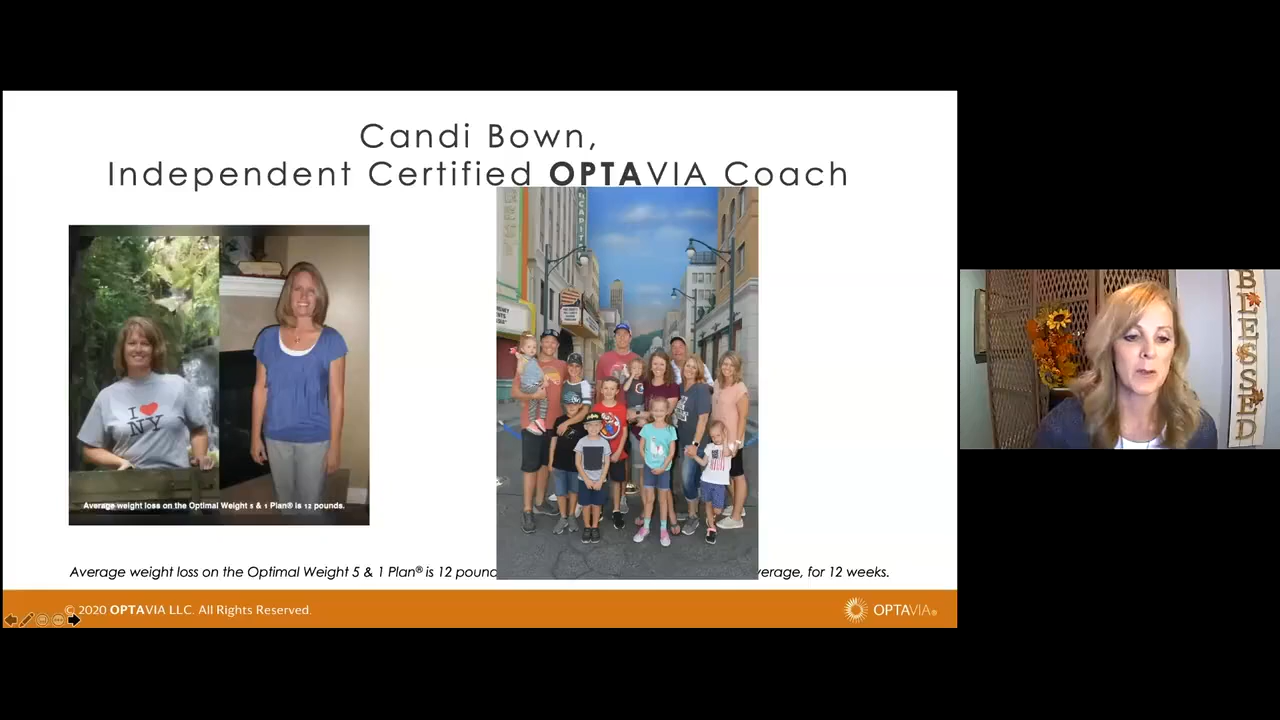 Candi Bown,
Independent Certified OPTAVIA Coach
I
NY
Average weight loss on the Optimal Weight 5 & 1 Plan® is 12 pounds.
Average weight loss on the Optimal Weight 5 & 1 Plan® is 12 pound
verage, for 12 weeks.
© 2020 OPTAVIA LLC. All Rights Reserved.
OPTAVIA®
BLESSED